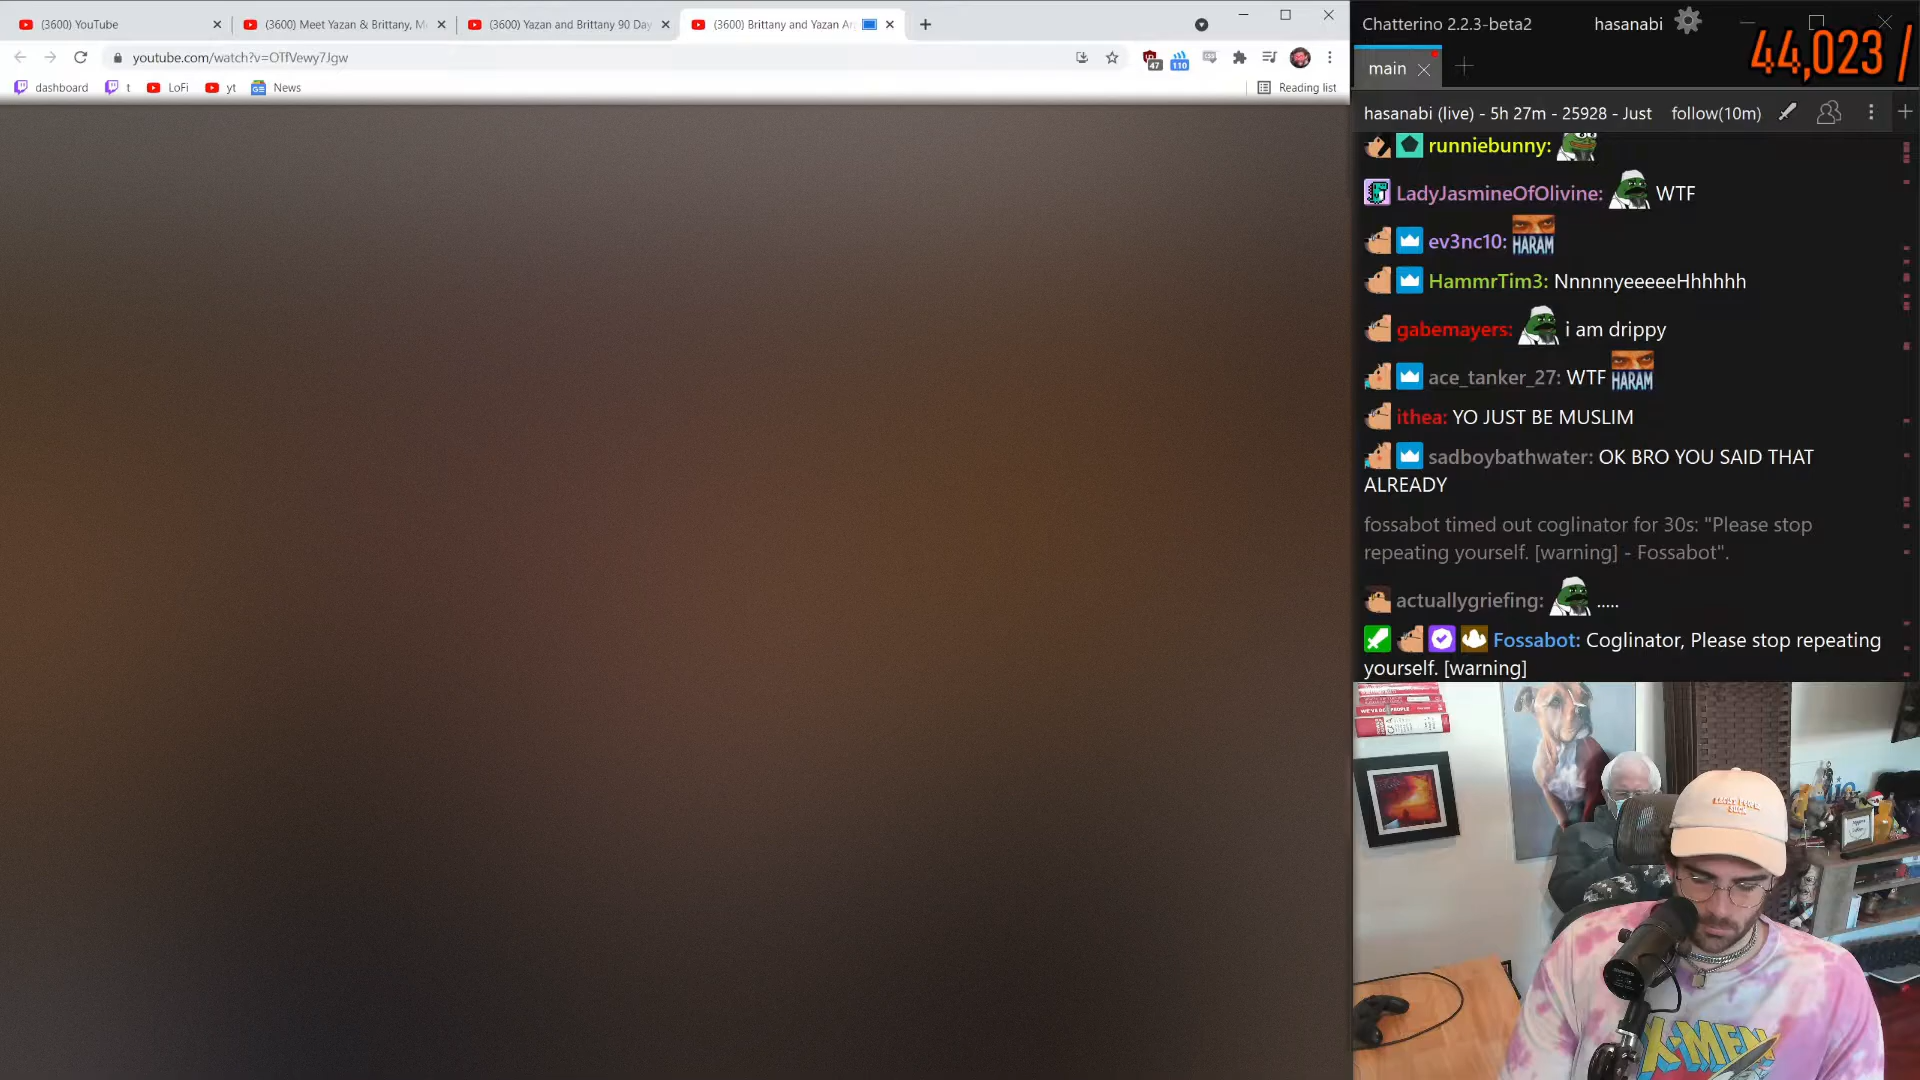 (3600) YouTube
(3600) Meet Yazan & Brittany, M
(3600) Yazan and Brittany 90 Day
(3600) Brittany and Yazan Ar
youtube.com/watch?v=OTfVewy7Jgw
47
110
dashboard
t
LoFi
yt
News
Reading list
Chatterino 2.2.3-beta2
hasanabi
44,023 /
main
hasanabi (live) - 5h 27m - 25928 - Just
follow(10m)
runniebunny:
LadyJasmineOfOlivine: WTF
ev3nc10: HARAM
HammrTim3: NnnnnyeeeeeHhhhhh
gabemayers: i am drippy
ace_tanker_27: WTF HARAM
ithea: YO JUST BE MUSLIM
sadboybathwater: OK BRO YOU SAID THAT
ALREADY
fossabot timed out coglinator for 30s: "Please stop
repeating yourself. [warning] - Fossabot".
actuallygriefing: .....
Fossabot: Coglinator, Please stop repeating
yourself. [warning]
X-MEN